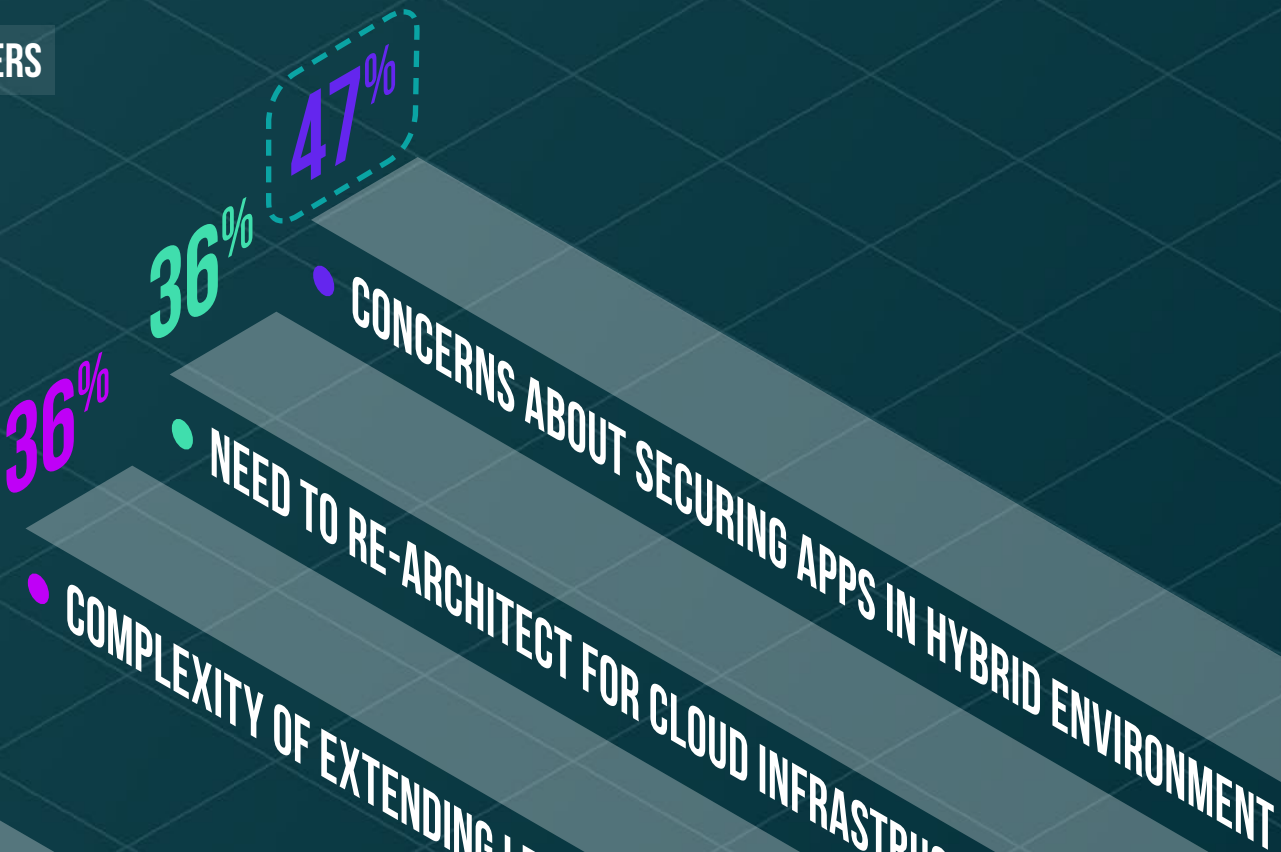 ERS
47%
CONCERNS ABOUT SECURING APPS IN HYBRID ENVIRONMENT
36%
NEED TO RE-ARCHITECT FOR CLOUD
36%
COMPLEXITY OF EXTENDING